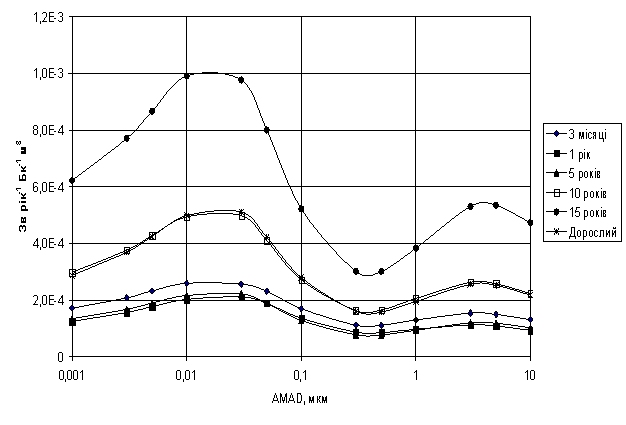 1,2E-3
1,0E-3
8,0E-4
6,0E-4
4,0E-4
2,0E-4
0
0,001 0,01 0,1 1 10
AMAD, мкм
Зв рік⁻¹ Бк⁻¹ м³
3 місяці
1 рік
5 років
10 років
15 років
Дорослий